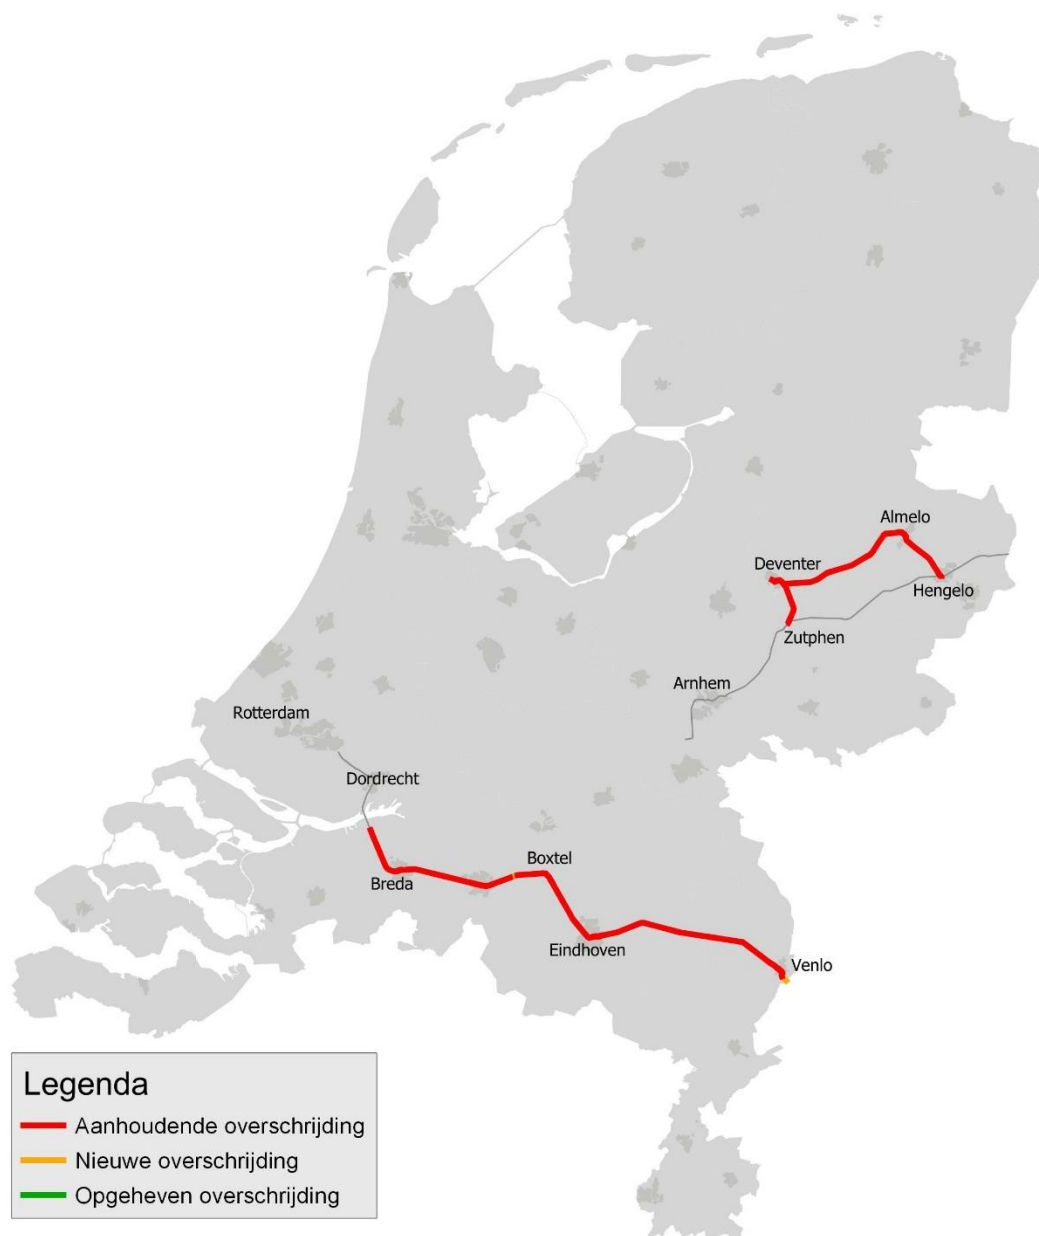 Almelo
Deventer
Hengelo
Zutphen
Arnhem
Rotterdam
Dordrecht
Boxtel
Breda
Eindhoven
Venlo
Legenda
Aanhoudende overschrijding
Nieuwe overschrijding
Opgeheven overschrijding